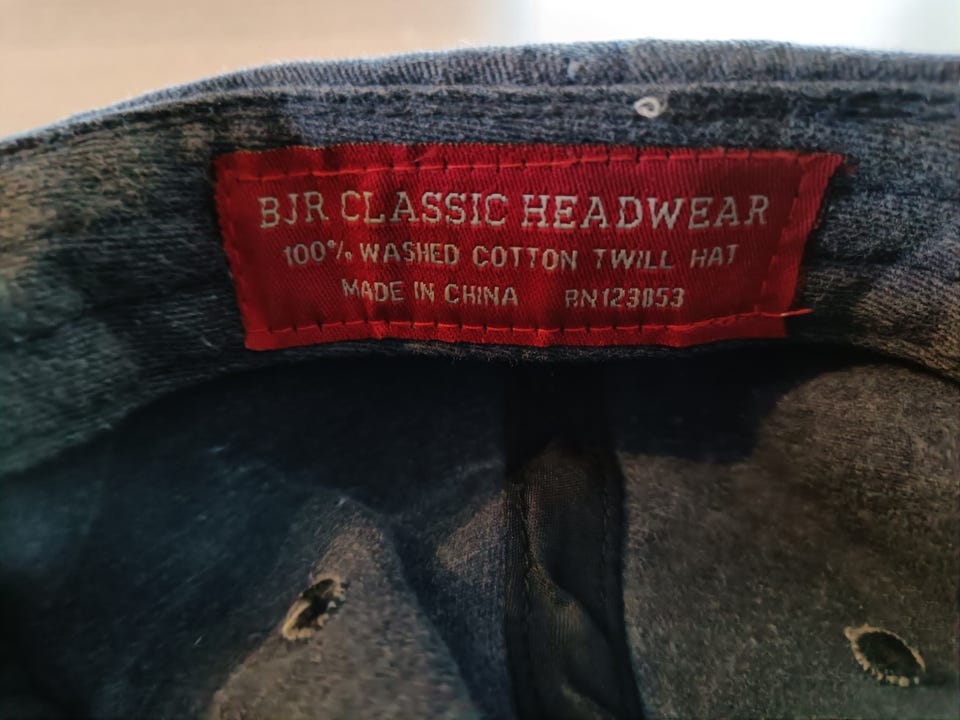 BJR CLASSIC HEADWEAR
100% WASHED COTTON TWILL HAT
MADE IN CHINA RN123853